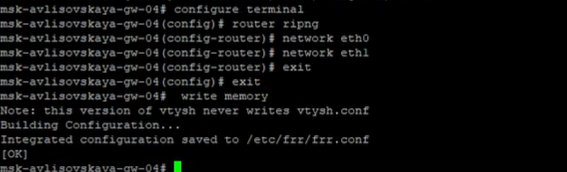 msk-avlisovskaya-gw-04# configure terminal
msk-avlisovskaya-gw-04(config)# router ripng
msk-avlisovskaya-gw-04(config-router)# network eth0
msk-avlisovskaya-gw-04(config-router)# network eth1
msk-avlisovskaya-gw-04(config-router)# exit
msk-avlisovskaya-gw-04(config)# exit
msk-avlisovskaya-gw-04#  write memory
Note: this version of vtysh never writes vtysh.conf
Building Configuration...
Integrated configuration saved to /etc/frr/frr.conf
[OK]
msk-avlisovskaya-gw-04#